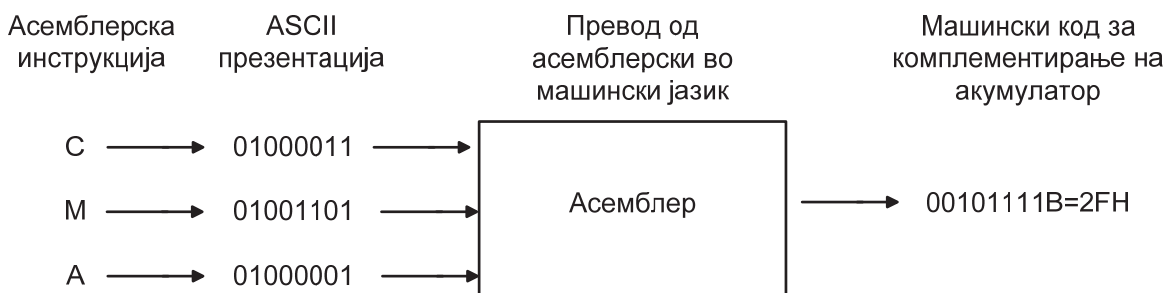 Асемблерска
инструкција
ASCII
презентација
Превод од
асемблерски во
машински јазик
Машински код за
комплементирање на
акумулатор
C 01000011
M 01001101
A 01000001
Асемблер
00101111B=2FH